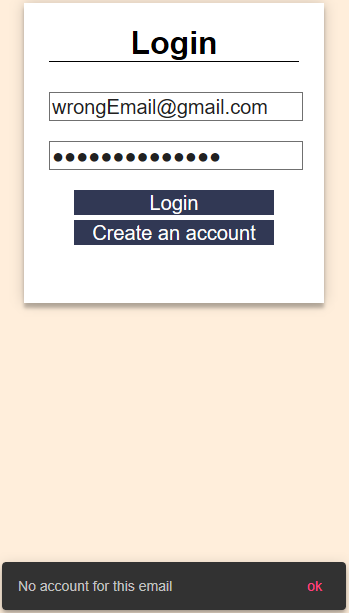 Login
wrongEmail@gmail.com
●●●●●●●●●●●●●●
Login
Create an account
No account for this email
ok